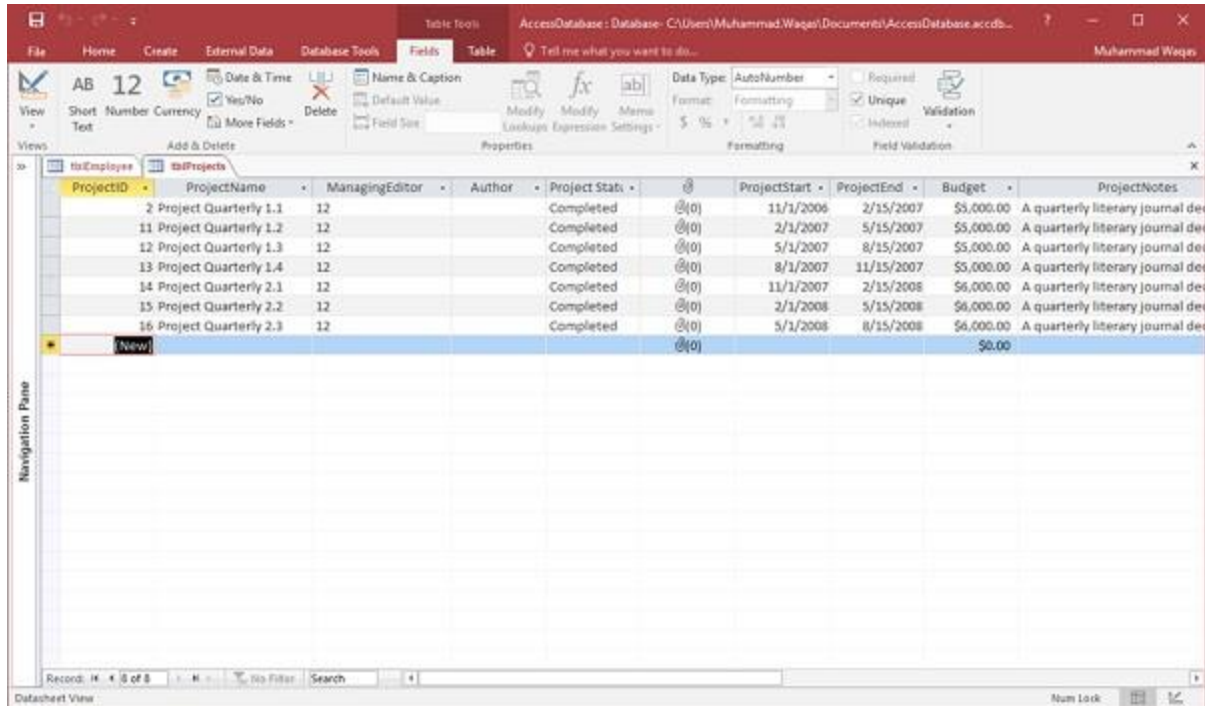 Table Tools AccessDatabase : Database- C:\Users\Muhammad.Waqas\Documents\AccessDatabase.accdb... ?
File Home Create External Data Database Tools Fields Table Tell me what you want to do... Muhammad Waqas
View
AB Short Text
12 Number
Currency
Date & Time
Yes/No
More Fields
Delete
Name & Caption
Default Value
Field Size
Modify Lookups
fx Modify Expression
ab Memo Settings
Data Type: AutoNumber
Format: Formatting
$ %
Required
Unique
Indexed
Validation
Views Add & Delete Properties Formatting Field Validation
tblEmployee tblProjects
ProjectID ProjectName ManagingEditor Author Project Statu ProjectStart ProjectEnd Budget ProjectNotes
2 Project Quarterly 1.1 12 Completed (0) 11/1/2006 2/15/2007 $5,000.00 A quarterly literary journal de
11 Project Quarterly 1.2 12 Completed (0) 2/1/2007 5/15/2007 $5,000.00 A quarterly literary journal de
12 Project Quarterly 1.3 12 Completed (0) 5/1/2007 8/15/2007 $5,000.00 A quarterly literary journal de
13 Project Quarterly 1.4 12 Completed (0) 8/1/2007 11/15/2007 $5,000.00 A quarterly literary journal de
14 Project Quarterly 2.1 12 Completed (0) 11/1/2007 2/15/2008 $6,000.00 A quarterly literary journal de
15 Project Quarterly 2.2 12 Completed (0) 2/1/2008 5/15/2008 $6,000.00 A quarterly literary journal de
16 Project Quarterly 2.3 12 Completed (0) 5/1/2008 8/15/2008 $6,000.00 A quarterly literary journal de
(New) (0) $0.00
Navigation Pane
Record: 8 of 8 No Filter Search
Datasheet View Num Lock